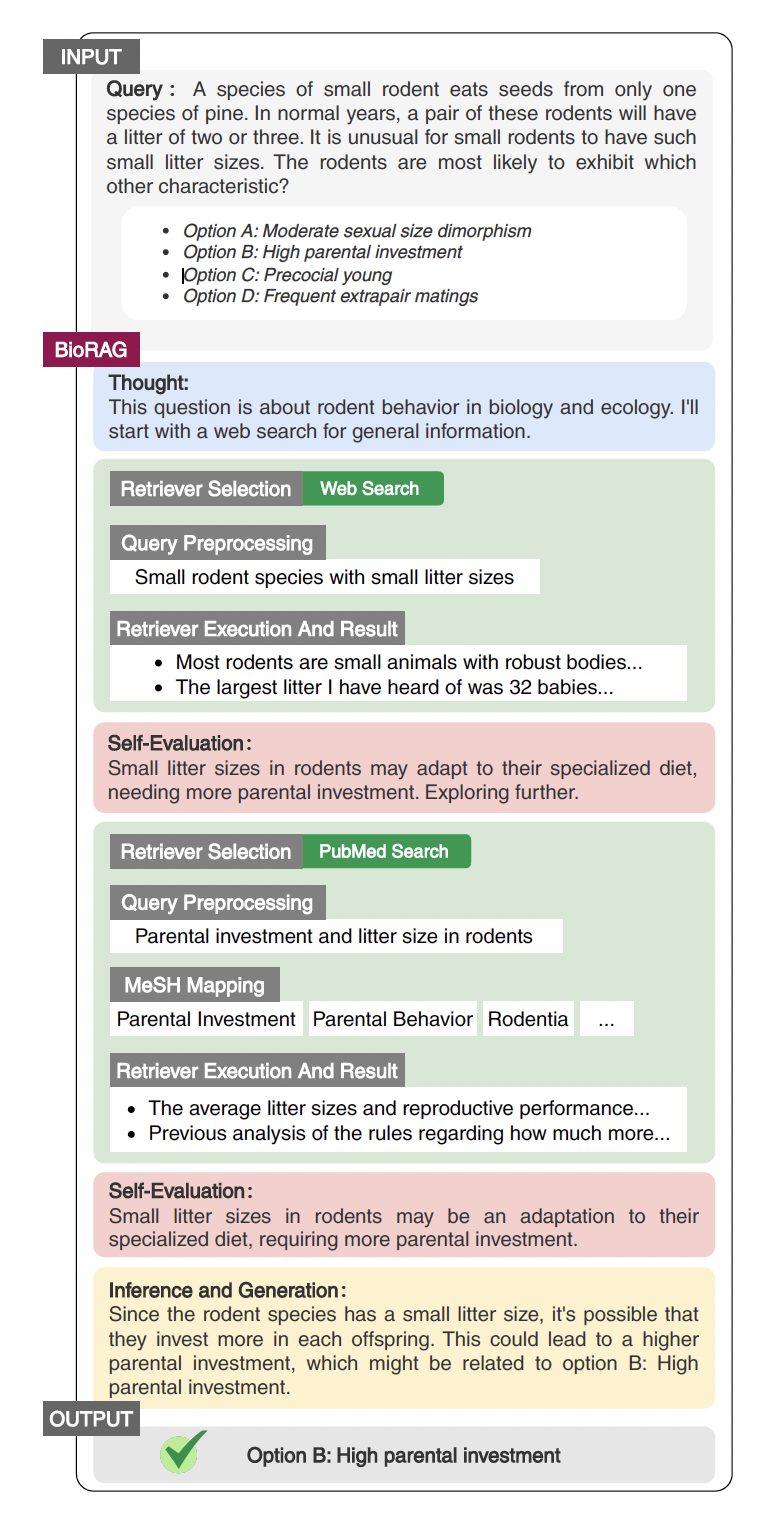 INPUT
Query : A species of small rodent eats seeds from only one
species of pine. In normal years, a pair of these rodents will have
a litter of two or three. It is unusual for small rodents to have such
small litter sizes. The rodents are most likely to exhibit which
other characteristic?
• Option A: Moderate sexual size dimorphism
• Option B: High parental investment
• Option C: Precocial young
• Option D: Frequent extrapair matings
BioRAG
Thought:
This question is about rodent behavior in biology and ecology. I'll
start with a web search for general information.
Retriever Selection Web Search
Query Preprocessing
Small rodent species with small litter sizes
Retriever Execution And Result
• Most rodents are small animals with robust bodies...
• The largest litter I have heard of was 32 babies...
Self-Evaluation:
Small litter sizes in rodents may adapt to their specialized diet,
needing more parental investment. Exploring further.
Retriever Selection PubMed Search
Query Preprocessing
Parental investment and litter size in rodents
MeSH Mapping
Parental Investment Parental Behavior Rodentia ...
Retriever Execution And Result
• The average litter sizes and reproductive performance...
• Previous analysis of the rules regarding how much more...
Self-Evaluation:
Small litter sizes in rodents may be an adaptation to their
specialized diet, requiring more parental investment.
Inference and Generation:
Since the rodent species has a small litter size, it's possible that
they invest more in each offspring. This could lead to a higher
parental investment, which might be related to option B: High
parental investment.
OUTPUT
Option B: High parental investment